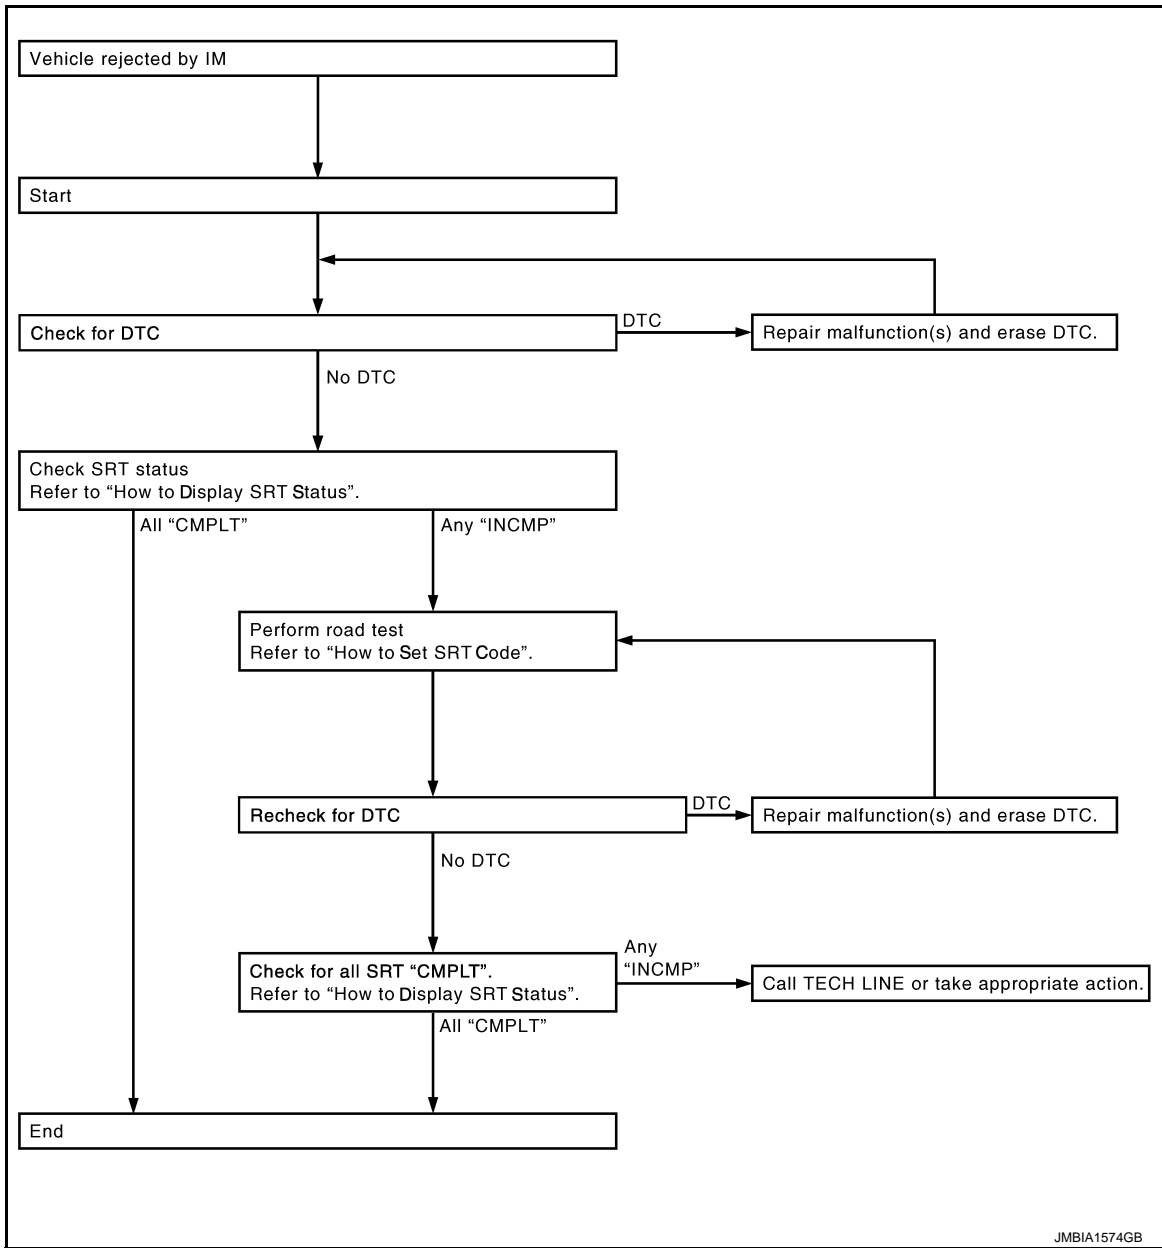 Vehicle rejected by IM
Start
Check for DTC
DTC
Repair malfunction(s) and erase DTC.
No DTC
Check SRT status
Refer to “How to Display SRT Status”.
All “CMPLT”
Any “INCMP”
Perform road test
Refer to “How to Set SRT Code”.
Recheck for DTC
DTC
Repair malfunction(s) and erase DTC.
No DTC
Check for all SRT “CMPLT”.
Refer to “How to Display SRT Status”.
Any
“INCMP”
Call TECH LINE or take appropriate action.
All “CMPLT”
End
JMBIA1574GB